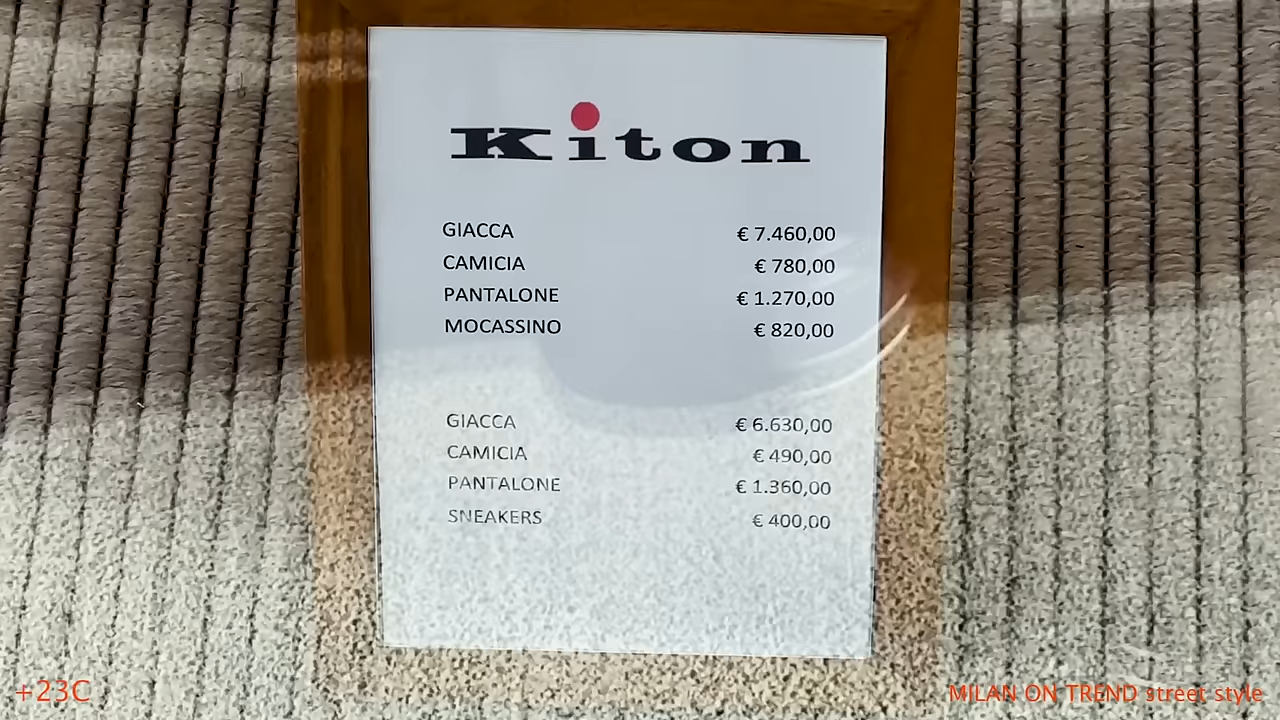 Kiton
GIACCA € 7.460,00
CAMICIA € 780,00
PANTALONE € 1.270,00
MOCASSINO € 820,00
GIACCA € 6.630,00
CAMICIA € 490,00
PANTALONE € 1.360,00
SNEAKERS € 400,00
+23C
MILAN ON TREND street style